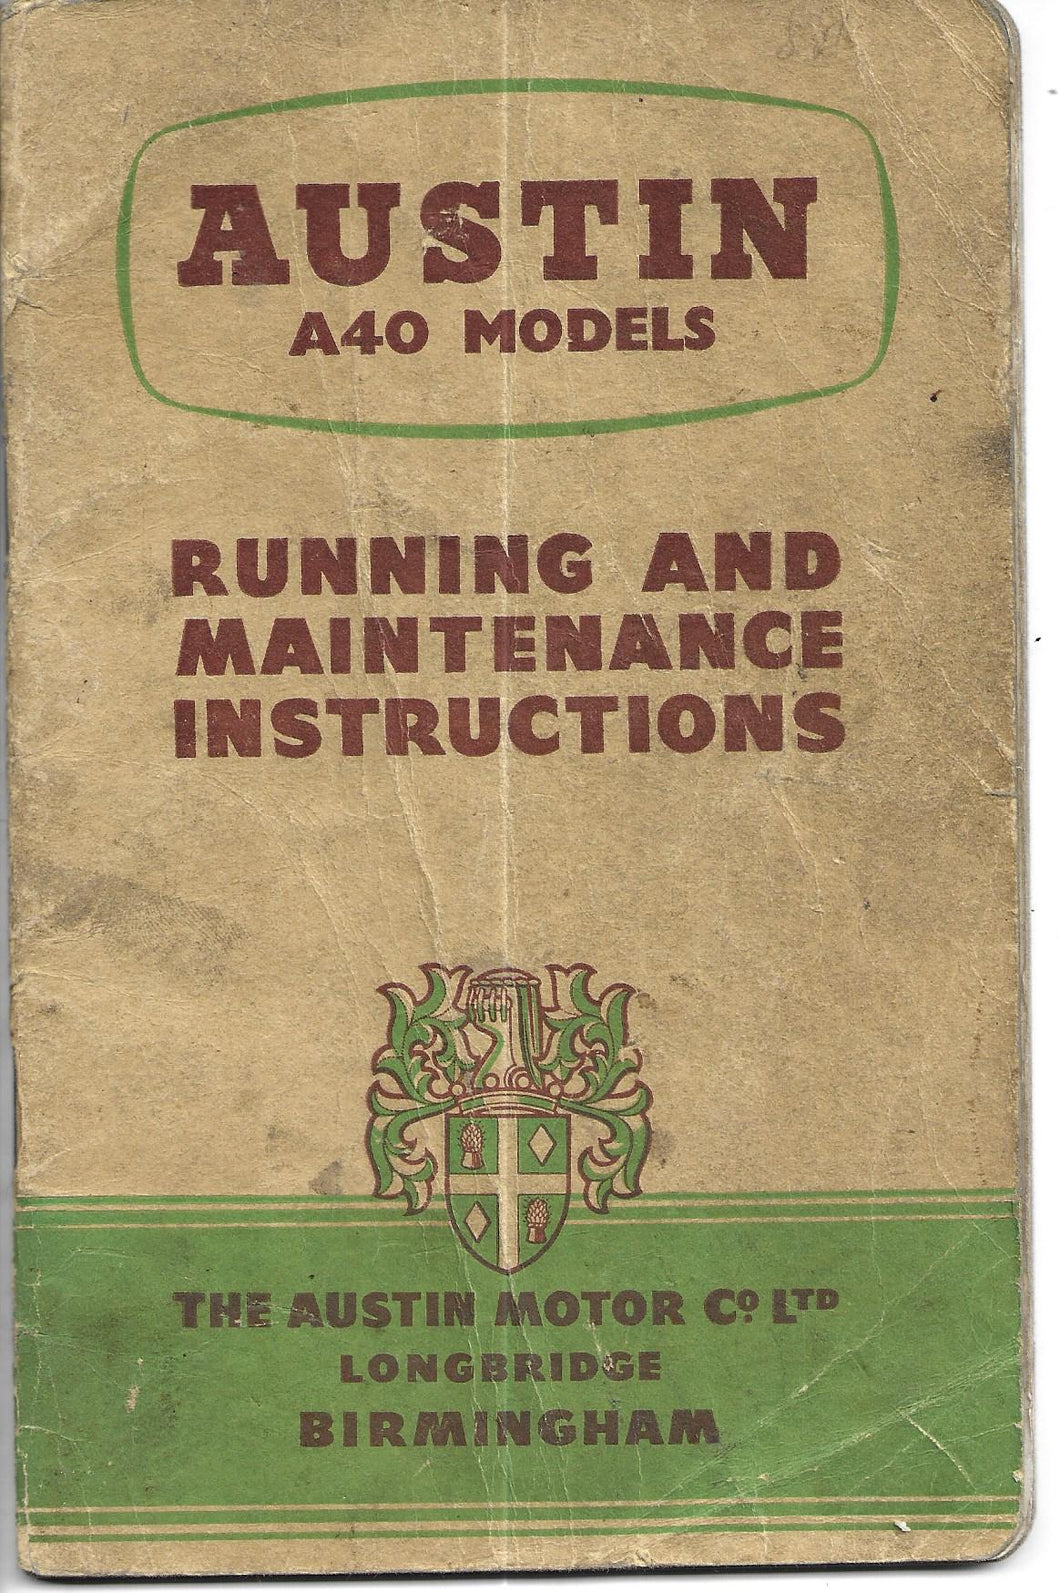 AUSTIN
A40 MODELS
RUNNING AND
MAINTENANCE
INSTRUCTIONS
THE AUSTIN MOTOR Cº. LTD
LONGBRIDGE
BIRMINGHAM